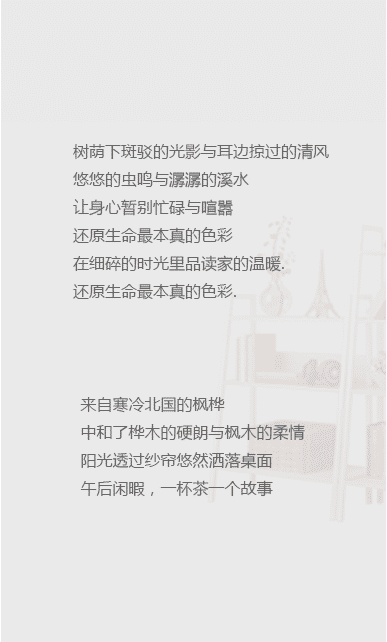 树荫下斑驳的光影与耳边掠过的清风
悠悠的虫鸣与潺潺的溪水
让身心暂别忙碌与喧嚣
还原生命最本真的色彩
在细碎的时光里品读家的温暖.
还原生命最本真的色彩.
来自寒冷北国的枫桦
中和了桦木的硬朗与枫木的柔情
阳光透过纱帘悠然洒落桌面
午后闲暇，一杯茶一个故事